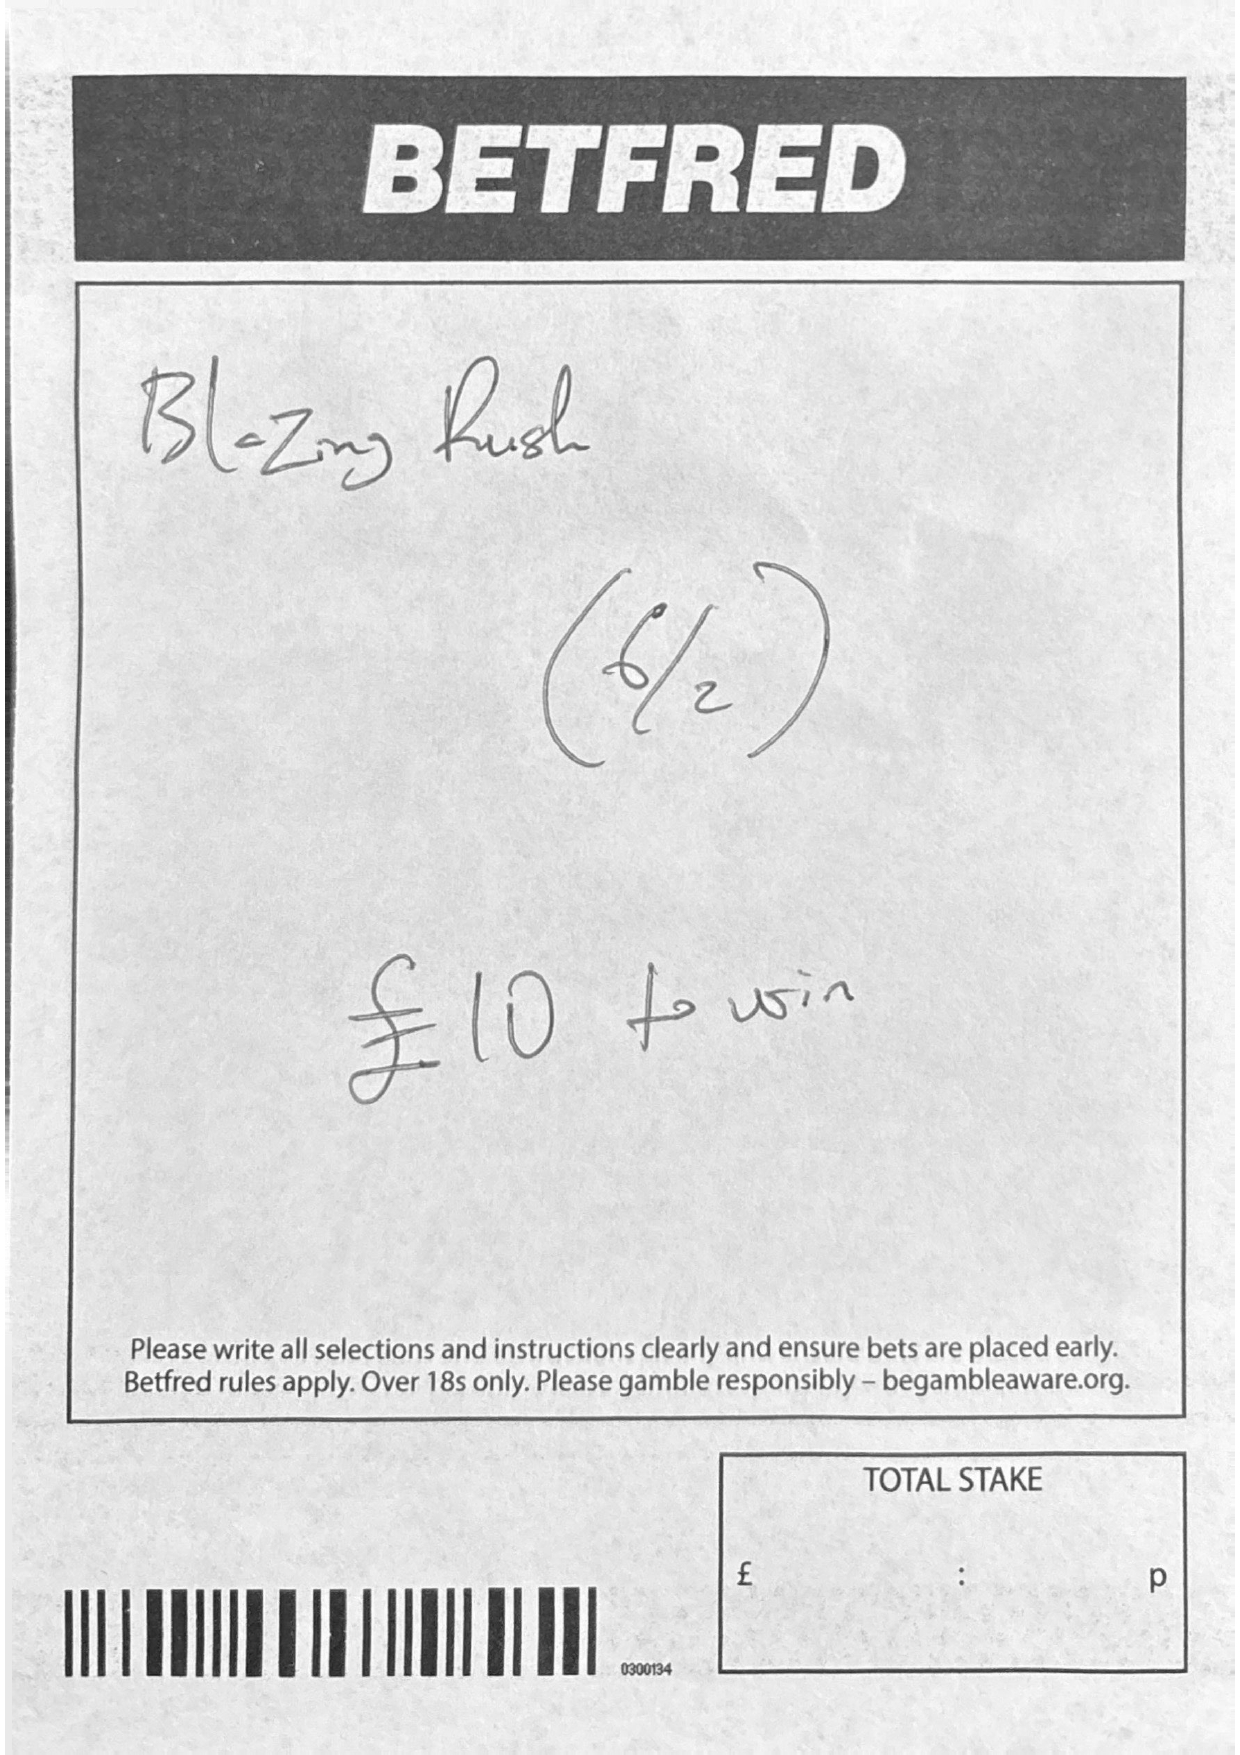 BETFRED
Blazing Rush
(6/2)
£10 to win
Please write all selections and instructions clearly and ensure bets are placed early.
Betfred rules apply. Over 18s only. Please gamble responsibly – begambleaware.org.
TOTAL STAKE
£ : p
0300134